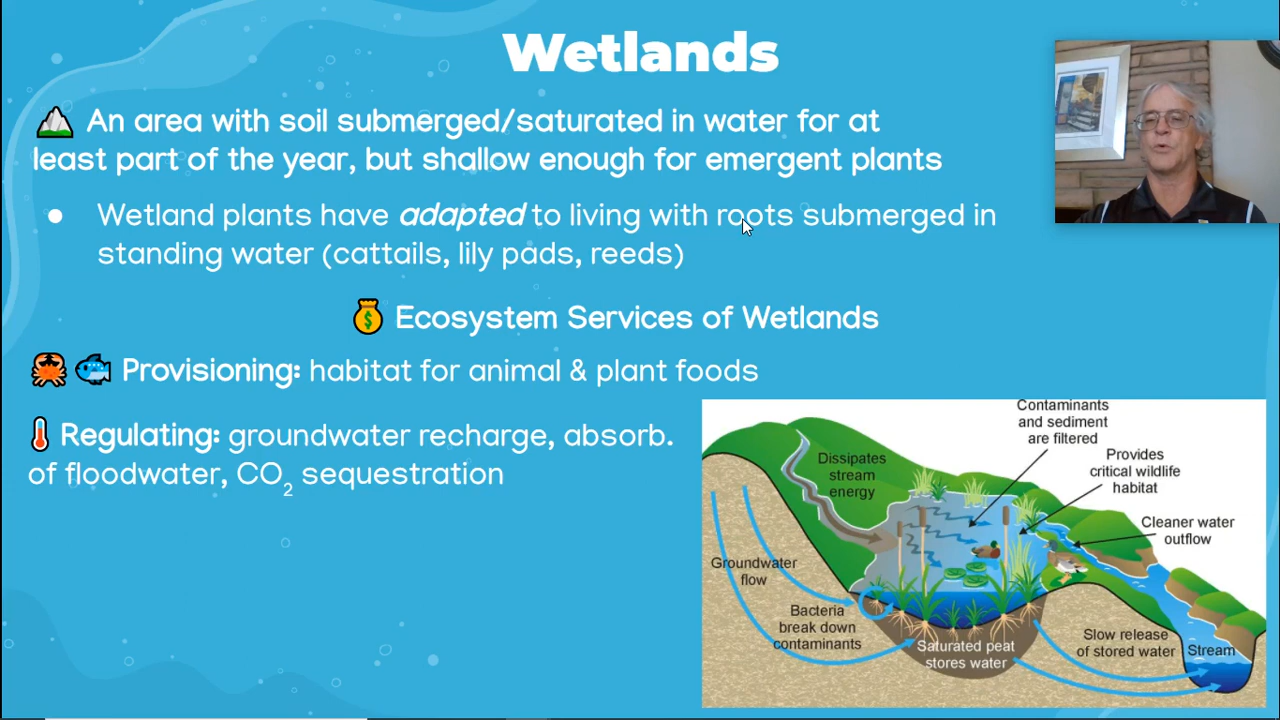 Wetlands
An area with soil submerged/saturated in water for at
least part of the year, but shallow enough for emergent plants
● Wetland plants have adapted to living with roots submerged in
standing water (cattails, lily pads, reeds)
Ecosystem Services of Wetlands
Provisioning: habitat for animal & plant foods
Regulating: groundwater recharge, absorb.
of floodwater, CO2 sequestration
Contaminants
and sediment
are filtered
Dissipates
stream
energy
Provides
critical wildlife
habitat
Cleaner water
outflow
Groundwater
flow
Bacteria
break down
contaminants
Saturated peat
stores water
Slow release
of stored water
Stream